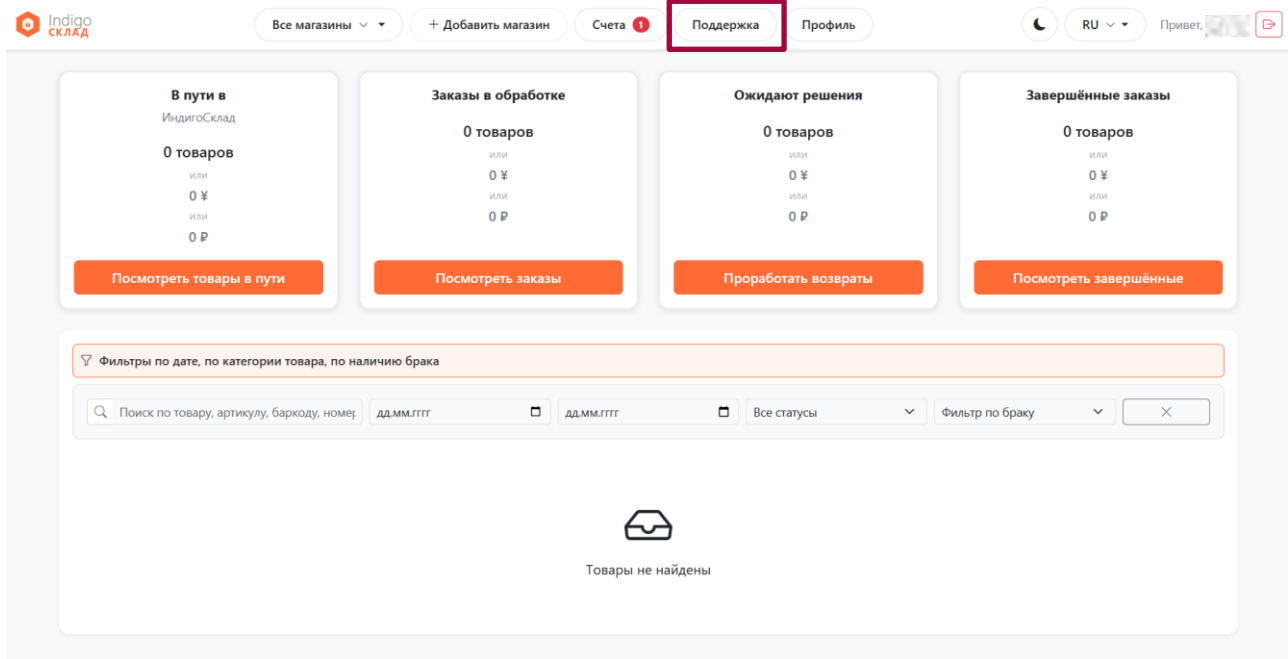 Indigo
СКЛАД
Все магазины
+ Добавить магазин
Счета 1
Поддержка
Профиль
RU
Привет,
В пути в
ИндигоСклад
0 товаров
или
0 ¥
или
0 ₽
Посмотреть товары в пути
Заказы в обработке
0 товаров
или
0 ¥
или
0 ₽
Посмотреть заказы
Ожидают решения
0 товаров
или
0 ¥
или
0 ₽
Проработать возвраты
Завершённые заказы
0 товаров
или
0 ¥
или
0 ₽
Посмотреть завершённые
Фильтры по дате, по категории товара, по наличию брака
Поиск по товару, артикулу, баркоду, номер
дд.мм.гггг
дд.мм.гггг
Все статусы
Фильтр по браку
Товары не найдены